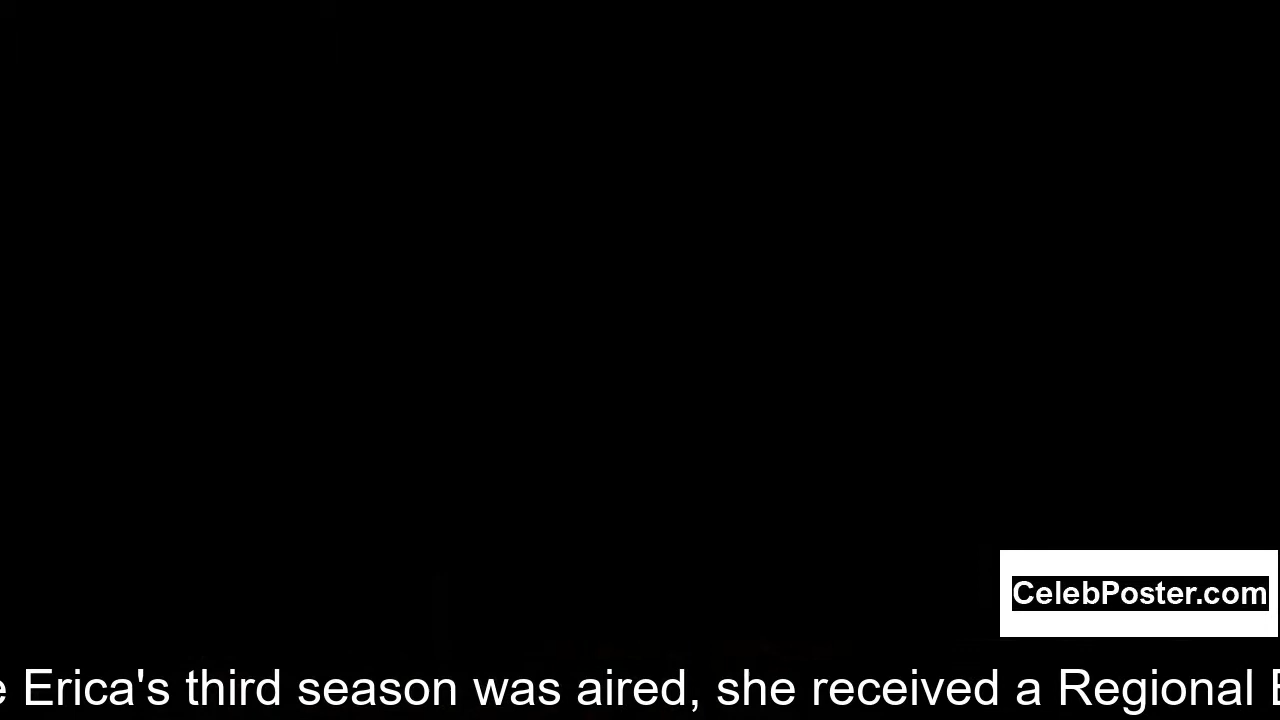 CelebPoster.com
Erica's third season was aired, she received a Regional